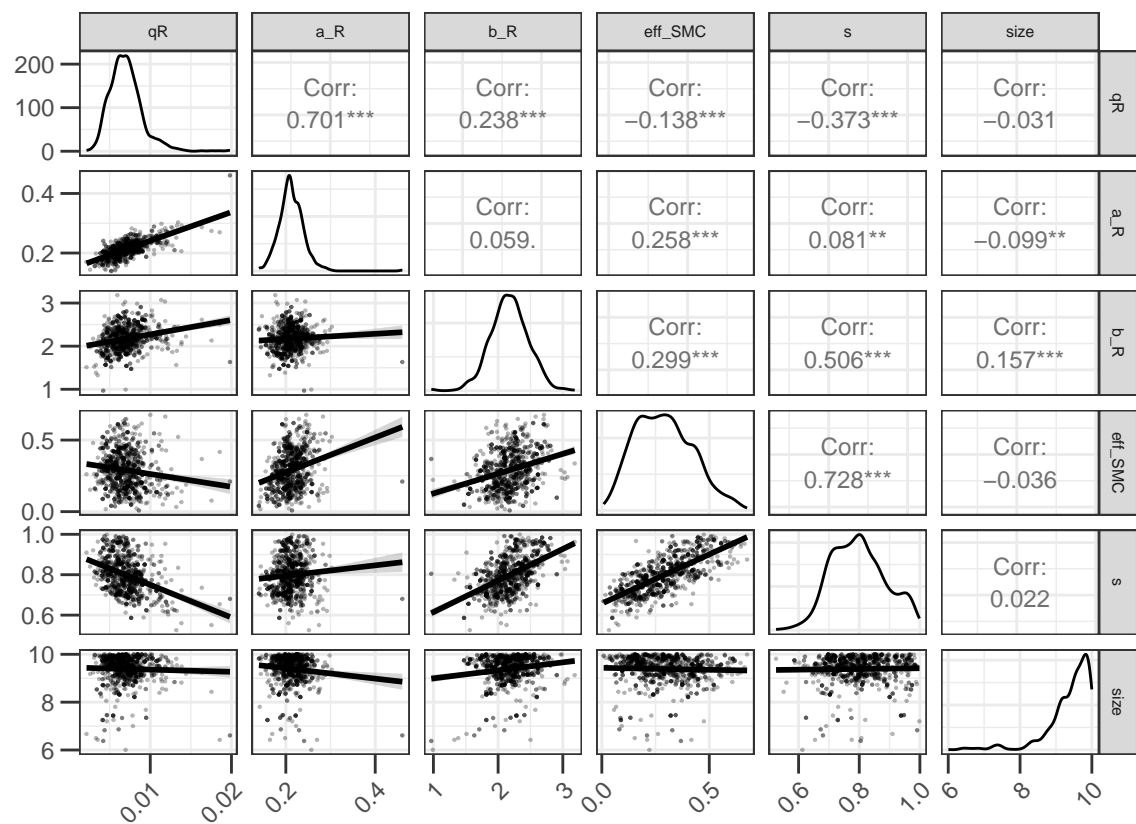 qR a_R b_R eff_SMC s size
200
100
0
Corr:
0.701***
Corr:
0.238***
Corr:
−0.138***
Corr:
−0.373***
Corr:
−0.031
qR
0.4
0.2
Corr:
0.059.
Corr:
0.258***
Corr:
0.081**
Corr:
−0.099**
a_R
3
2
1
Corr:
0.299***
Corr:
0.506***
Corr:
0.157***
b_R
0.5
0.0
Corr:
0.728***
Corr:
−0.036
eff_SMC
1.0
0.8
0.6
Corr:
0.022
s
10
8
6
size
0.01 0.02 0.2 0.4 1 2 3 0.0 0.5 0.6 0.8 1.0 6 8 10